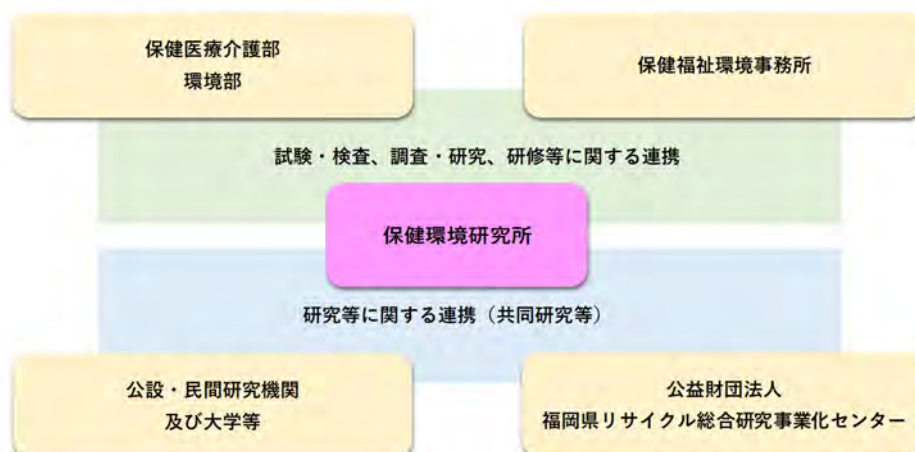 保健医療介護部
環境部
保健福祉環境事務所
試験・検査、調査・研究、研修等に関する連携
保健環境研究所
研究等に関する連携（共同研究等）
公設・民間研究機関
及び大学等
公益財団法人
福岡県リサイクル総合研究事業化センター